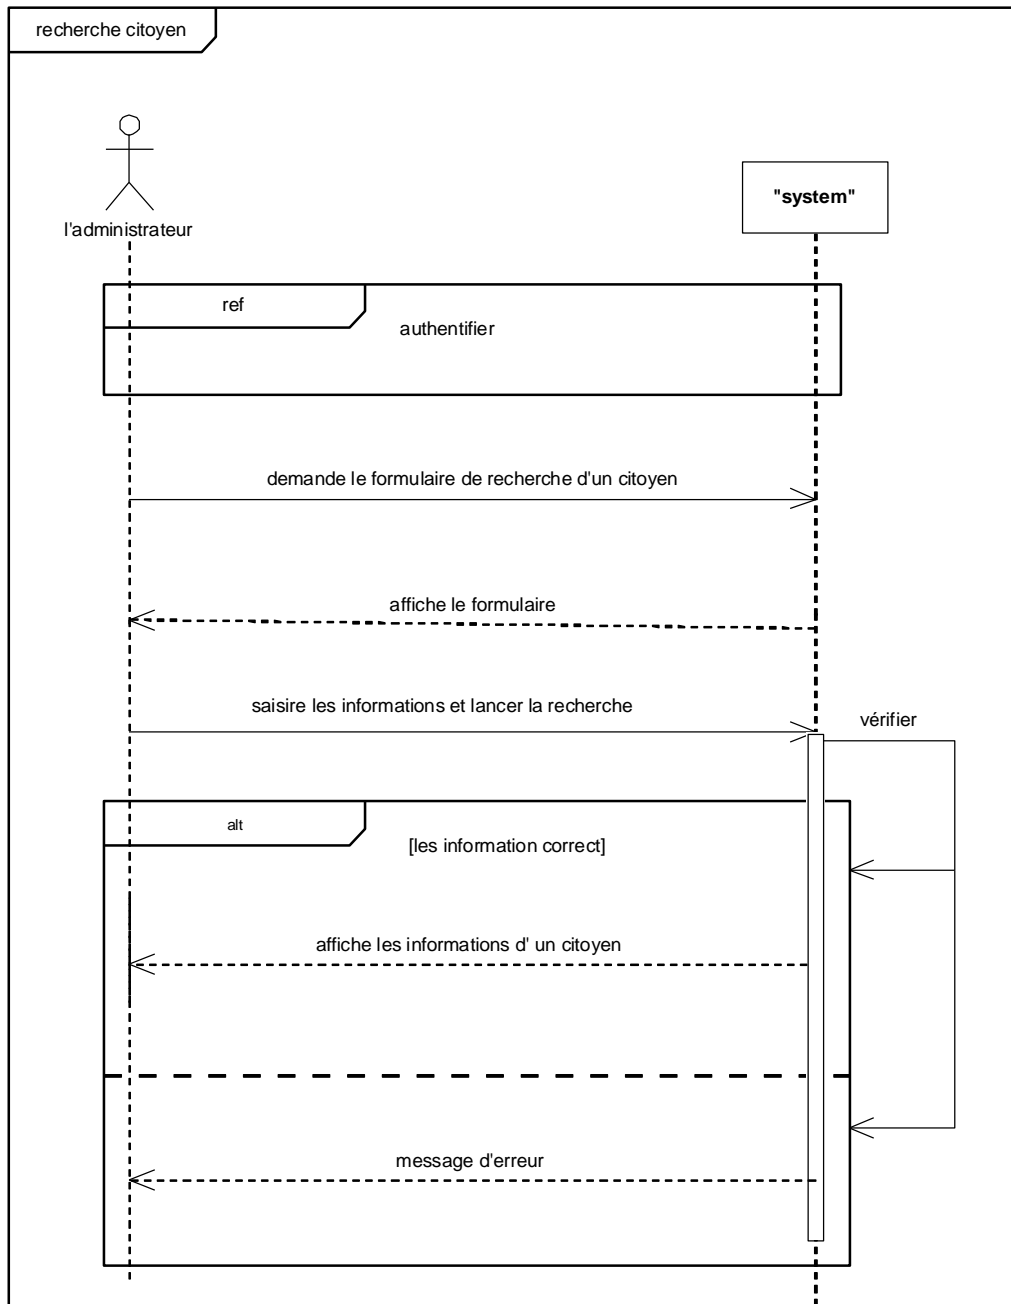 recherche citoyen
"system"
l'administrateur
ref
authentifier
demande le formulaire de recherche d'un citoyen
affiche le formulaire
saisire les informations et lancer la recherche
vérifier
alt
[les information correct]
affiche les informations d' un citoyen
message d'erreur